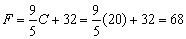 F = 9/5 C + 32 = 9/5 (20) + 32 = 68